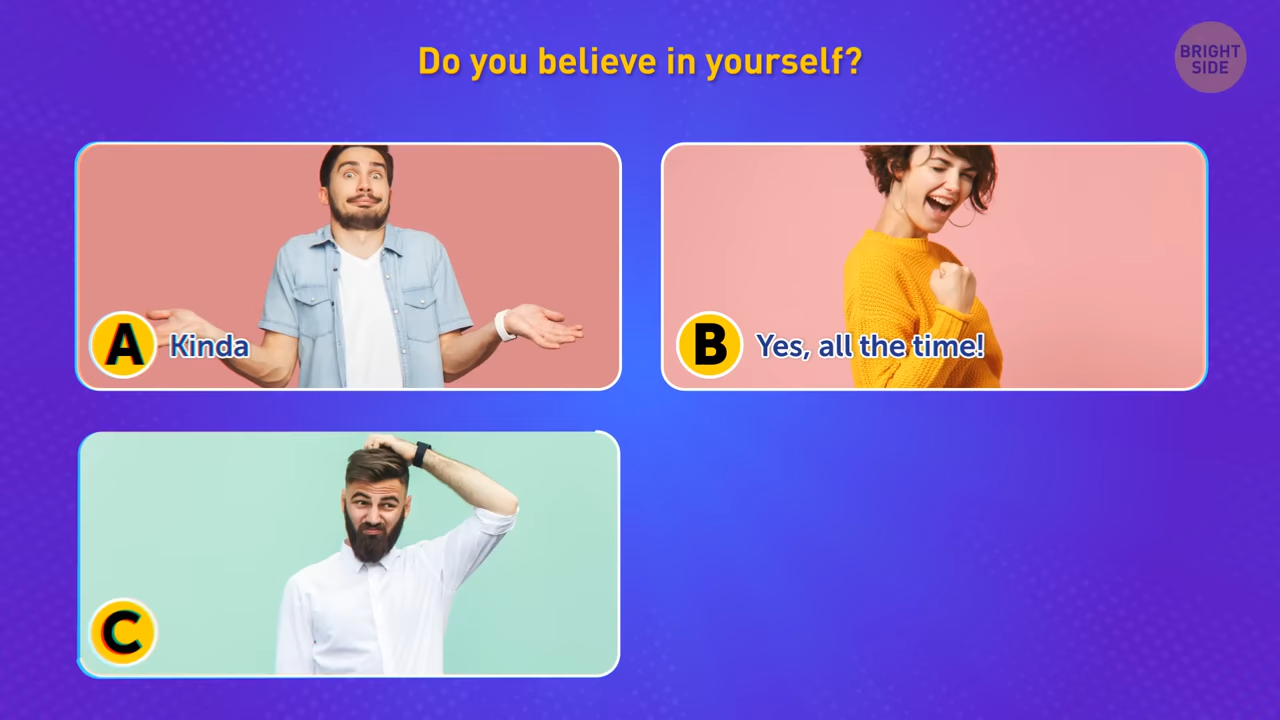 Do you believe in yourself?
BRIGHT
SIDE
A Kinda
B Yes, all the time!
C